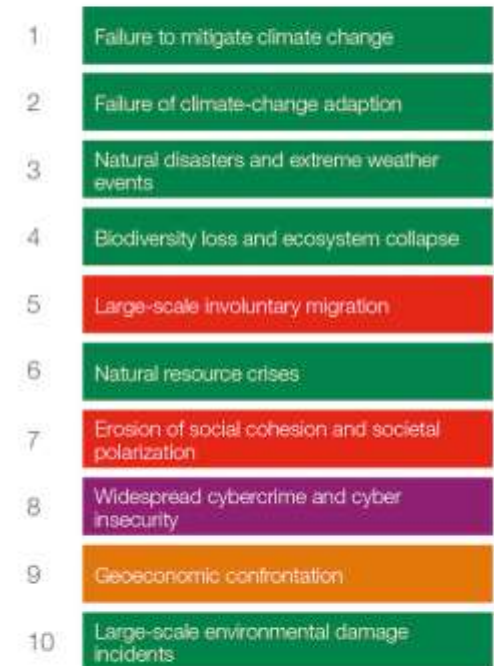 1
Failure to mitigate climate change
2
Failure of climate-change adaption
3
Natural disasters and extreme weather
events
4
Biodiversity loss and ecosystem collapse
5
Large-scale involuntary migration
6
Natural resource crises
7
Erosion of social cohesion and societal
polarization
8
Widespread cybercrime and cyber
insecurity
9
Geoeconomic confrontation
10
Large-scale environmental damage
incidents